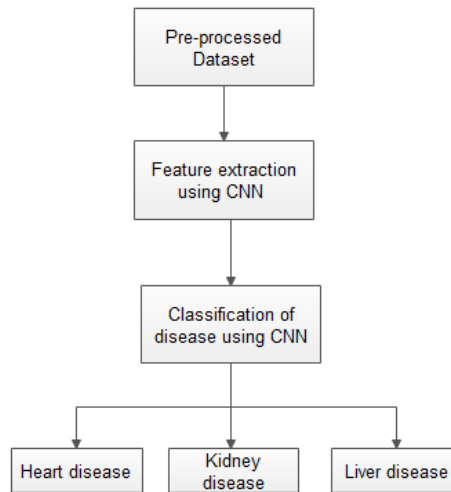 Pre-processed
Dataset
Feature extraction
using CNN
Classification of
disease using CNN
Heart disease
Kidney
disease
Liver disease